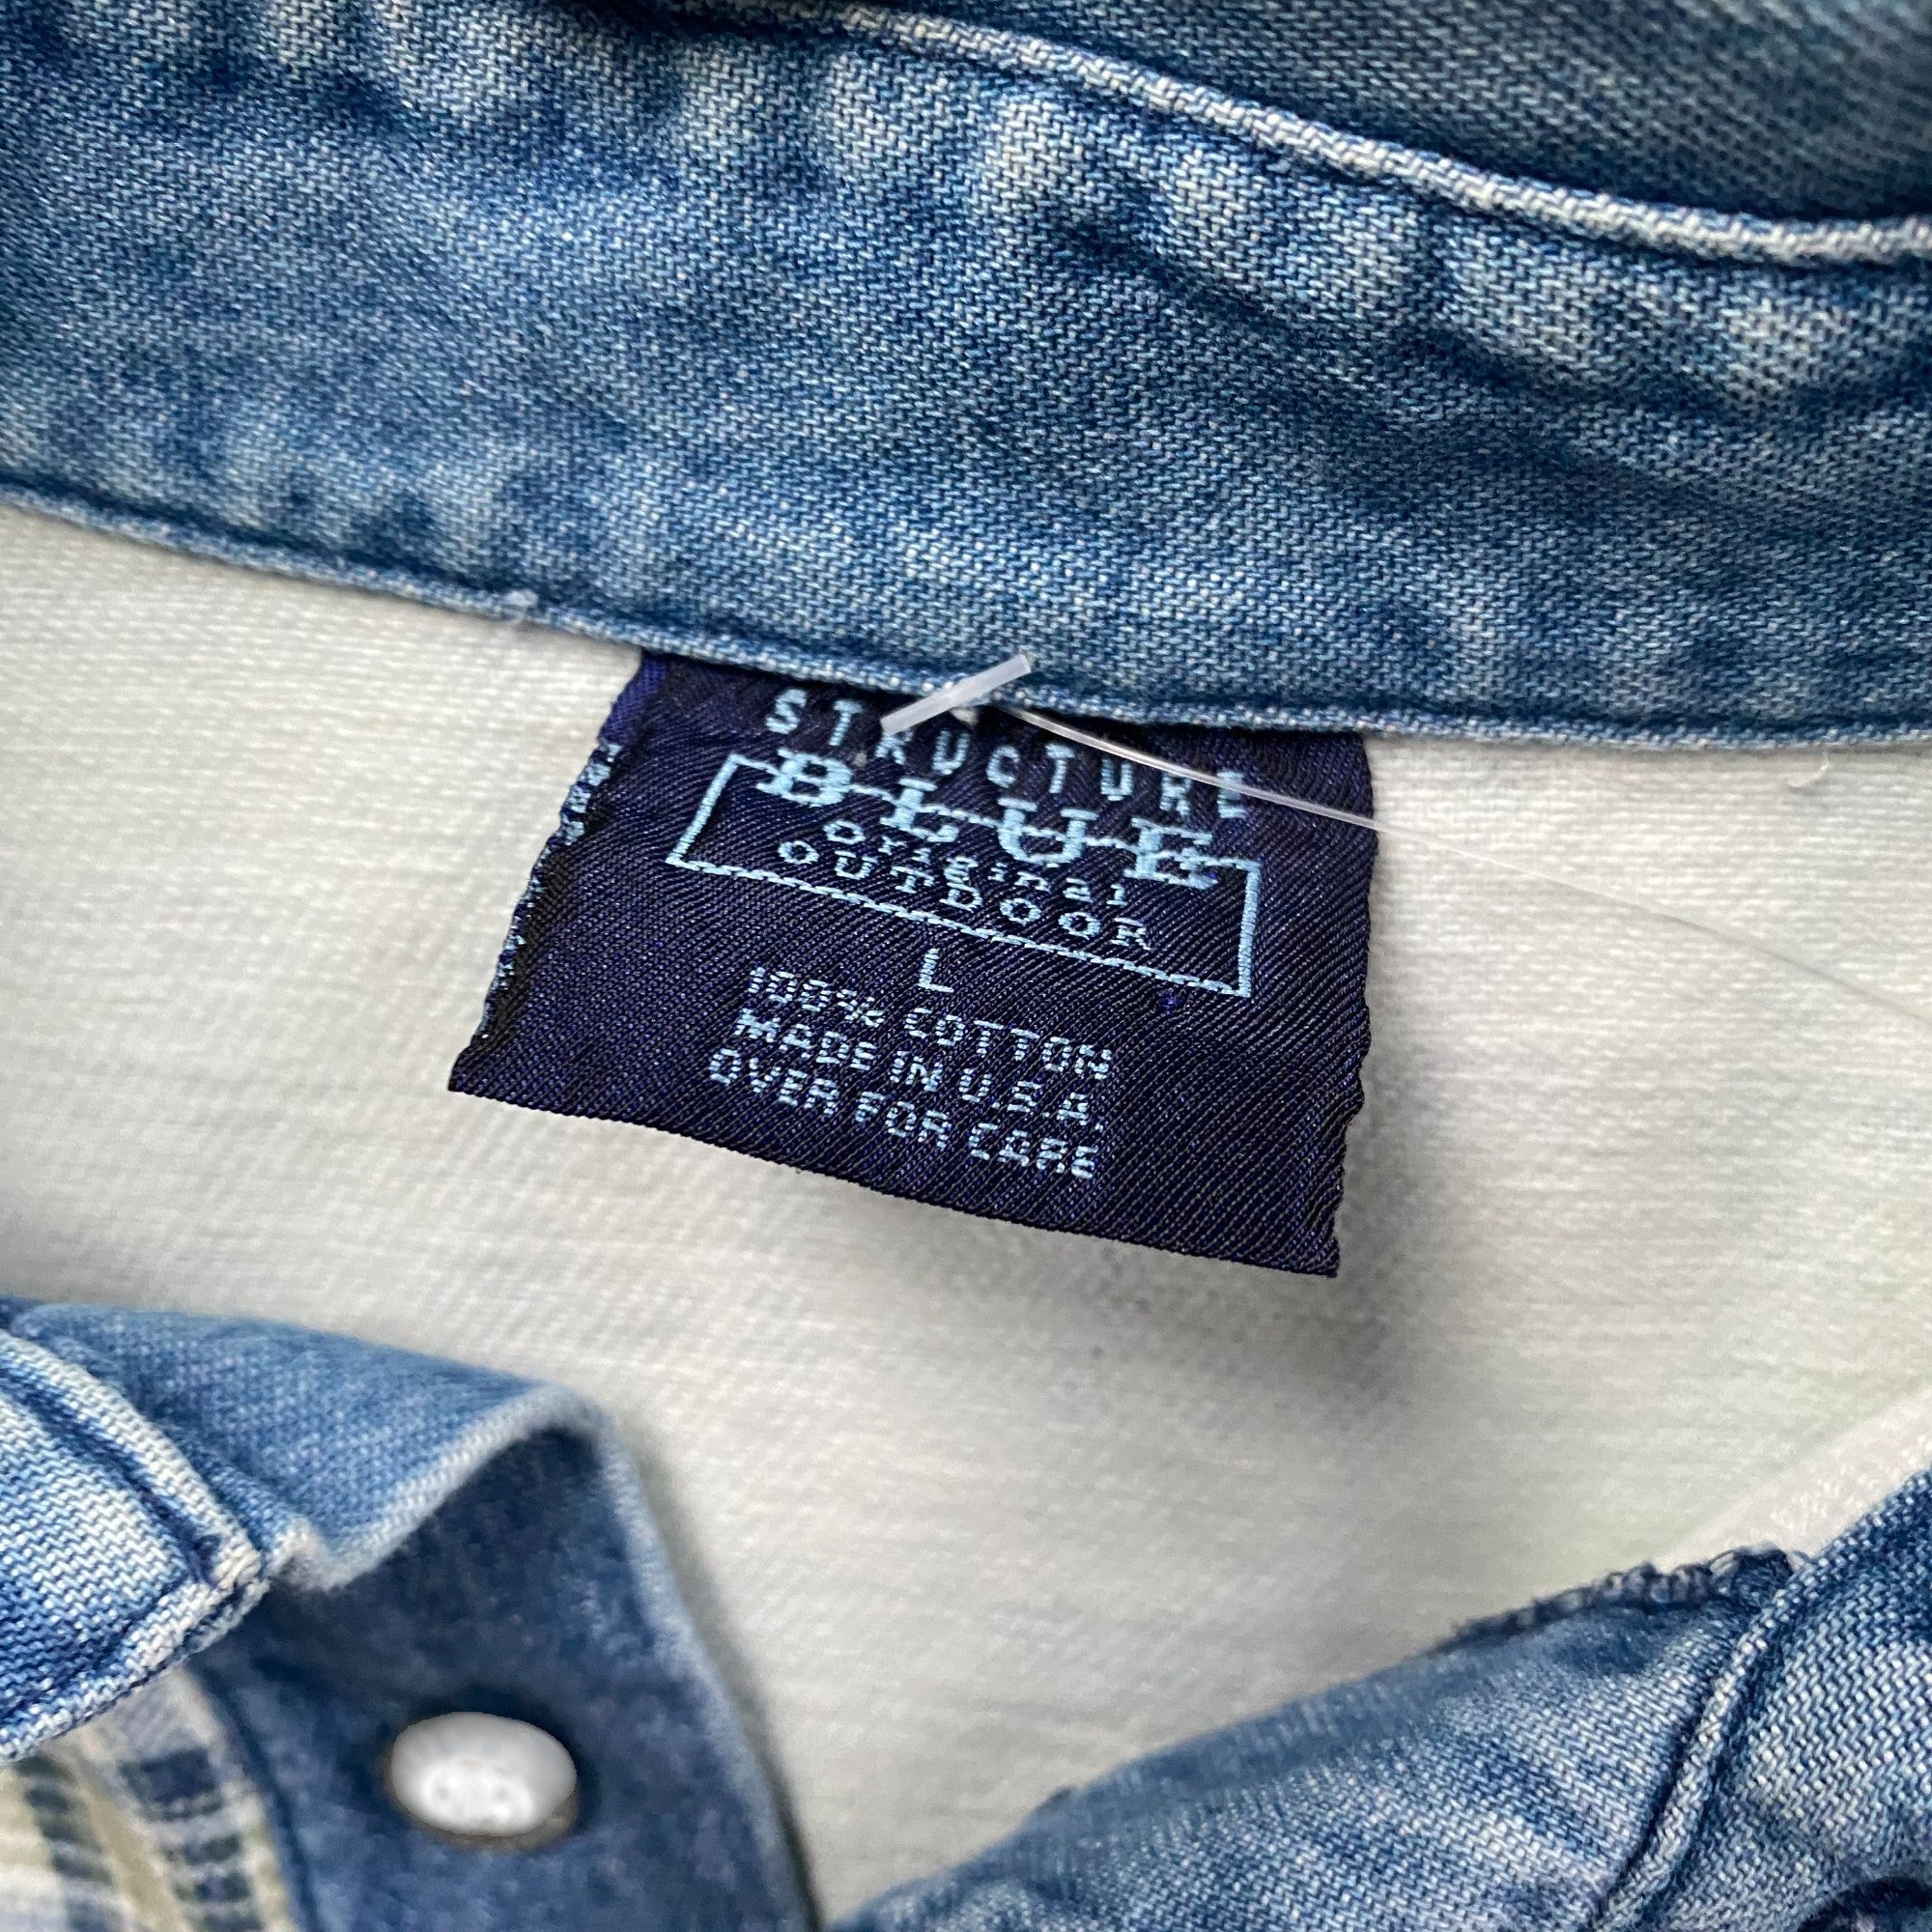 STRUCTURE
BLUE
original
OUTDOOR
L
100% COTTON
MADE IN U.S.A.
OVER FOR CARE